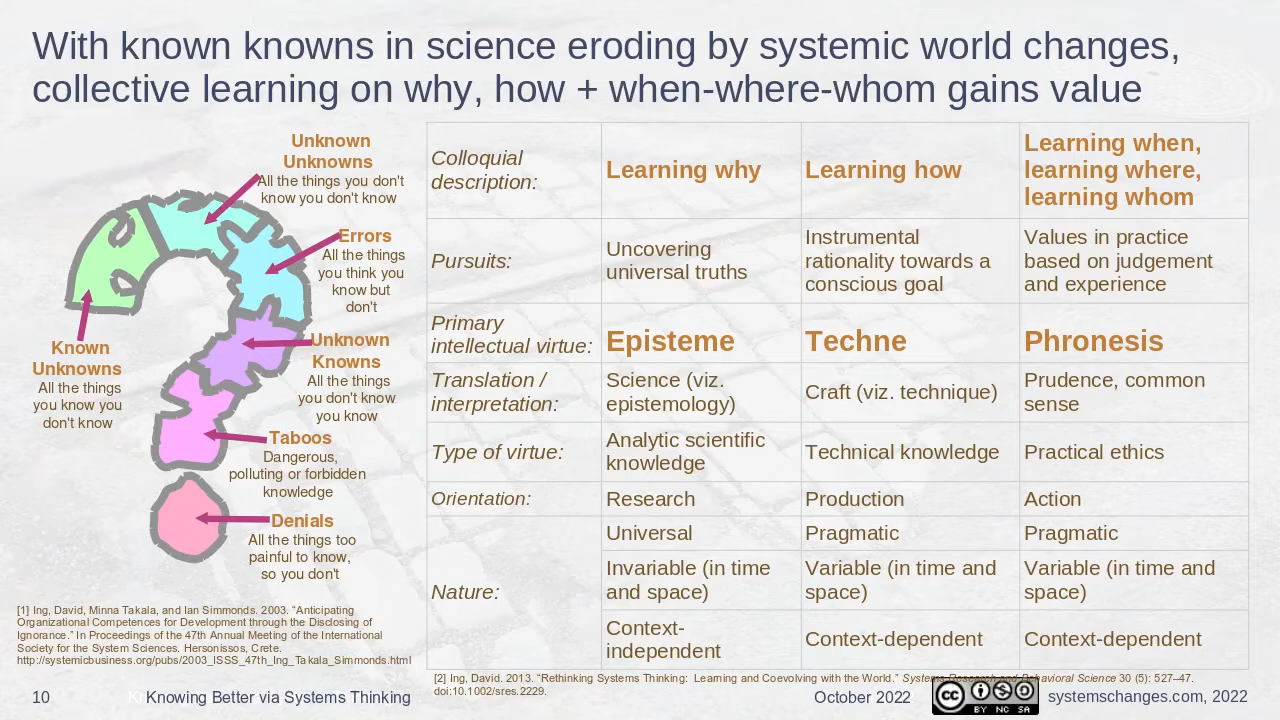 With known knowns in science eroding by systemic world changes,
collective learning on why, how + when-where-whom gains value
Unknown
Unknowns
All the things you don't
know you don't know
Errors
All the things
you think you
know but
don't
Known
Unknowns
All the things
you know you
don't know
Unknown
Knowns
All the things
you don't know
you know
Taboos
Dangerous,
polluting or forbidden
knowledge
Denials
All the things too
painful to know,
so you don't
[1] Ing, David, Minna Takala, and Ian Simmonds. 2003. "Anticipating
Organizational Competences for Development through the Disclosing of
Ignorance." In Proceedings of the 47th Annual Meeting of the International
Society for the System Sciences. Hersonissos, Crete.
http://systemicbusiness.org/pubs/2003_ISSS_47th_Ing_Takala_Simmonds.html
Colloquial
description:
Learning why
Learning how
Learning when,
learning where,
learning whom
Pursuits:
Uncovering
universal truths
Instrumental
rationality towards a
conscious goal
Values in practice
based on judgement
and experience
Primary
intellectual virtue:
Episteme
Techne
Phronesis
Translation /
interpretation:
Science (viz.
epistemology)
Craft (viz. technique)
Prudence, common
sense
Type of virtue:
Analytic scientific
knowledge
Technical knowledge
Practical ethics
Orientation:
Research
Production
Action
Nature:
Universal
Pragmatic
Pragmatic
Invariable (in time
and space)
Variable (in time and
space)
Variable (in time and
space)
Context-
independent
Context-dependent
Context-dependent
[2] Ing, David. 2013. "Rethinking Systems Thinking: Learning and Coevolving with the World." Systems Research and Behavioral Science 30 (5): 527–47.
doi:10.1002/sres.2229.
10
Knowing Better via Systems Thinking
October 2022
cc
BY NC SA
systemschanges.com, 2022